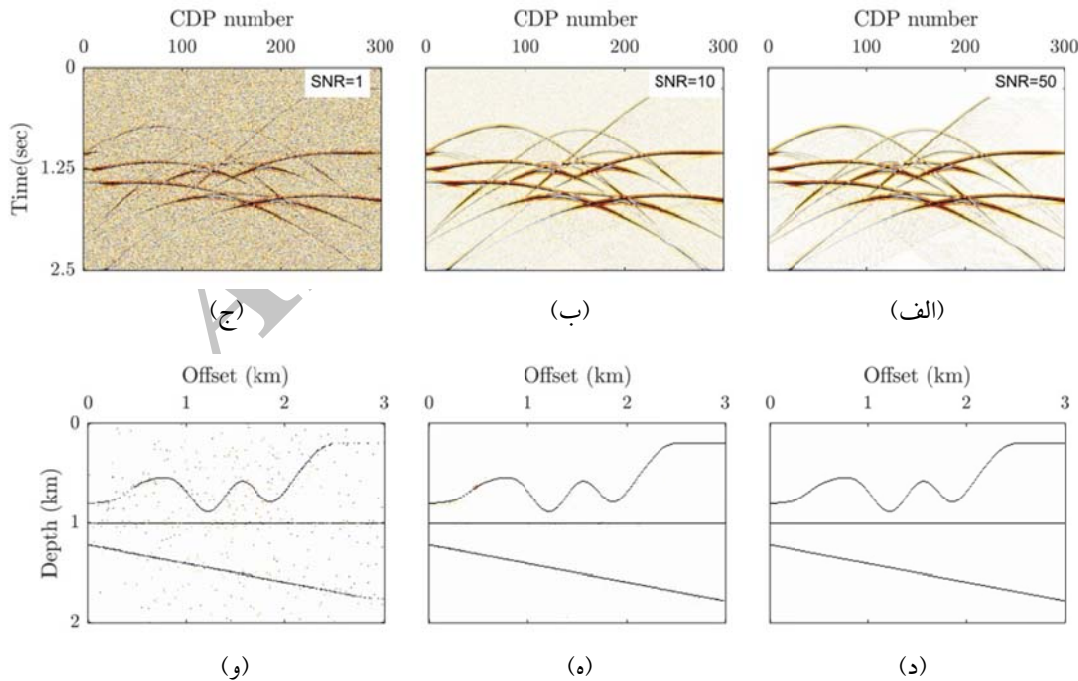 CDP number CDP number CDP number
0 100 200 300 0 100 200 300 0 100 200 300
0
1.25
2.5
Time(sec)
SNR=1 SNR=10 SNR=50
(ج) (ب) (الف)
Offset (km) Offset (km) Offset (km)
0 1 2 3 0 1 2 3 0 1 2 3
0
1
2
Depth (km)
(و) (ه) (د)